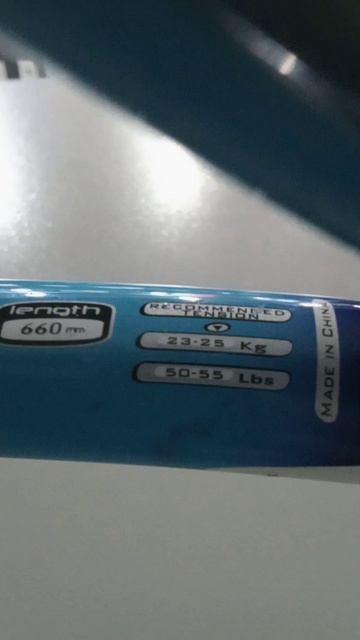 length
660 mm
RECOMMENDED
TENSION
23-25 Kg
50-55 Lbs
MADE IN CHINA